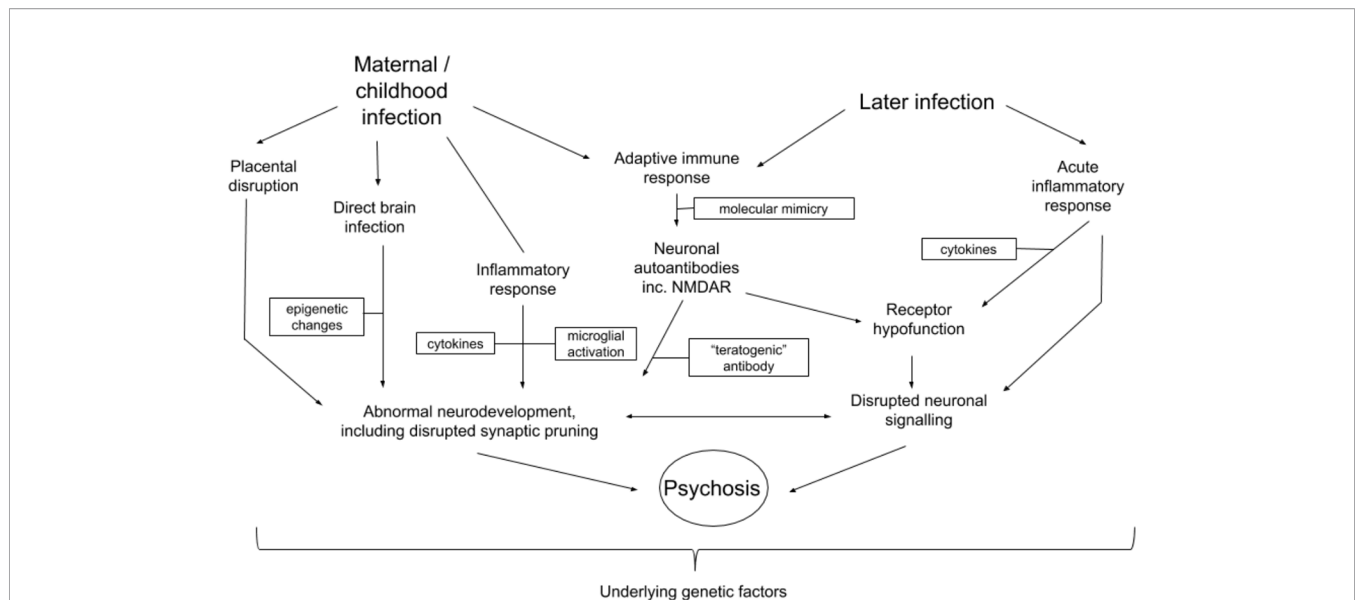 Maternal /
childhood
infection
Later infection
Placental
disruption
Direct brain
infection
Adaptive immune
response
Acute
inflammatory
response
molecular mimicry
Neuronal
autoantibodies
inc. NMDAR
cytokines
Inflammatory
response
epigenetic
changes
Receptor
hypofunction
cytokines
microglial
activation
“teratogenic”
antibody
Abnormal neurodevelopment,
including disrupted synaptic pruning
Disrupted neuronal
signalling
Psychosis
Underlying genetic factors